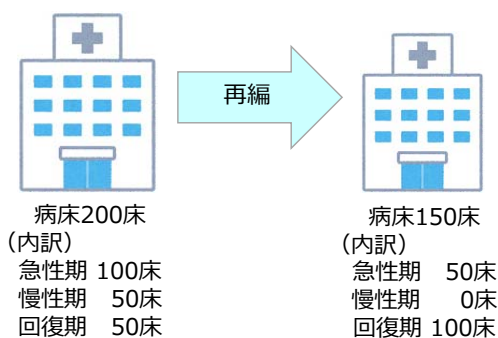 再編
病床200床
(内訳)
急性期 100床
慢性期 50床
回復期 50床
病床150床
(内訳)
急性期 50床
慢性期 0床
回復期 100床